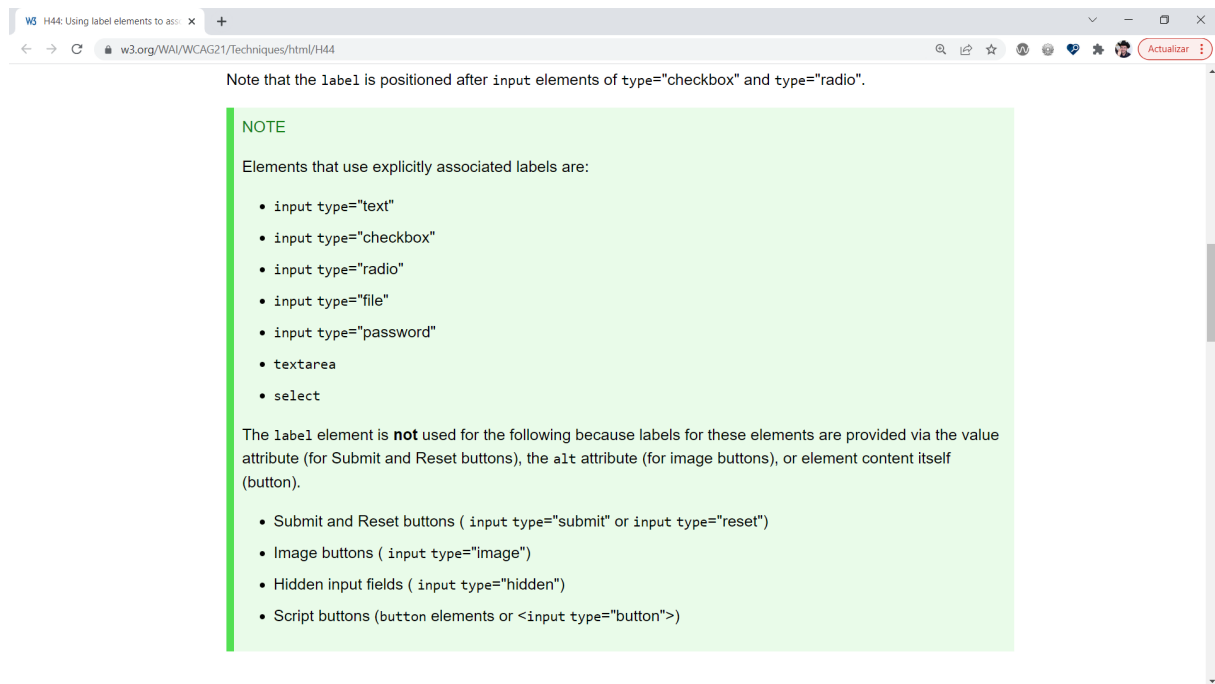 H44: Using label elements to ass
w3.org/WAI/WCAG21/Techniques/html/H44
Actualizar
Note that the label is positioned after input elements of type="checkbox" and type="radio".
NOTE
Elements that use explicitly associated labels are:
• input type="text"
• input type="checkbox"
• input type="radio"
• input type="file"
• input type="password"
• textarea
• select
The label element is not used for the following because labels for these elements are provided via the value
attribute (for Submit and Reset buttons), the alt attribute (for image buttons), or element content itself
(button).
• Submit and Reset buttons ( input type="submit" or input type="reset")
• Image buttons ( input type="image")
• Hidden input fields ( input type="hidden")
• Script buttons (button elements or <input type="button">)